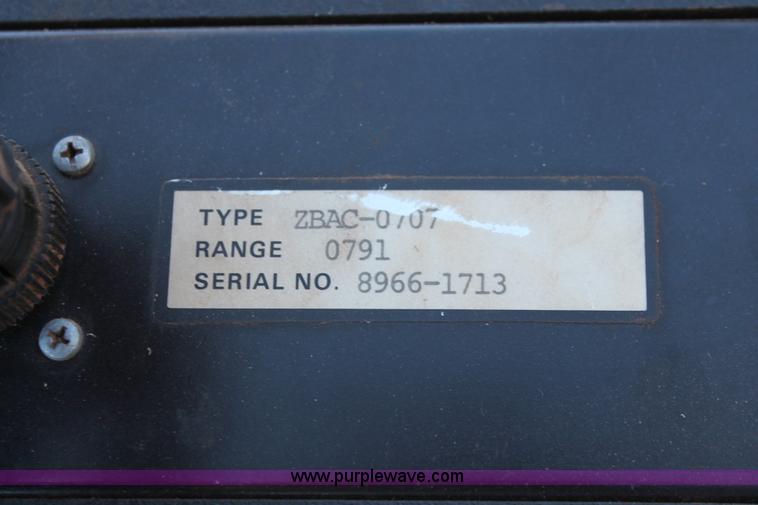 TYPE ZBAC-0707
RANGE 0791
SERIAL NO. 8966-1713
www.purplewave.com